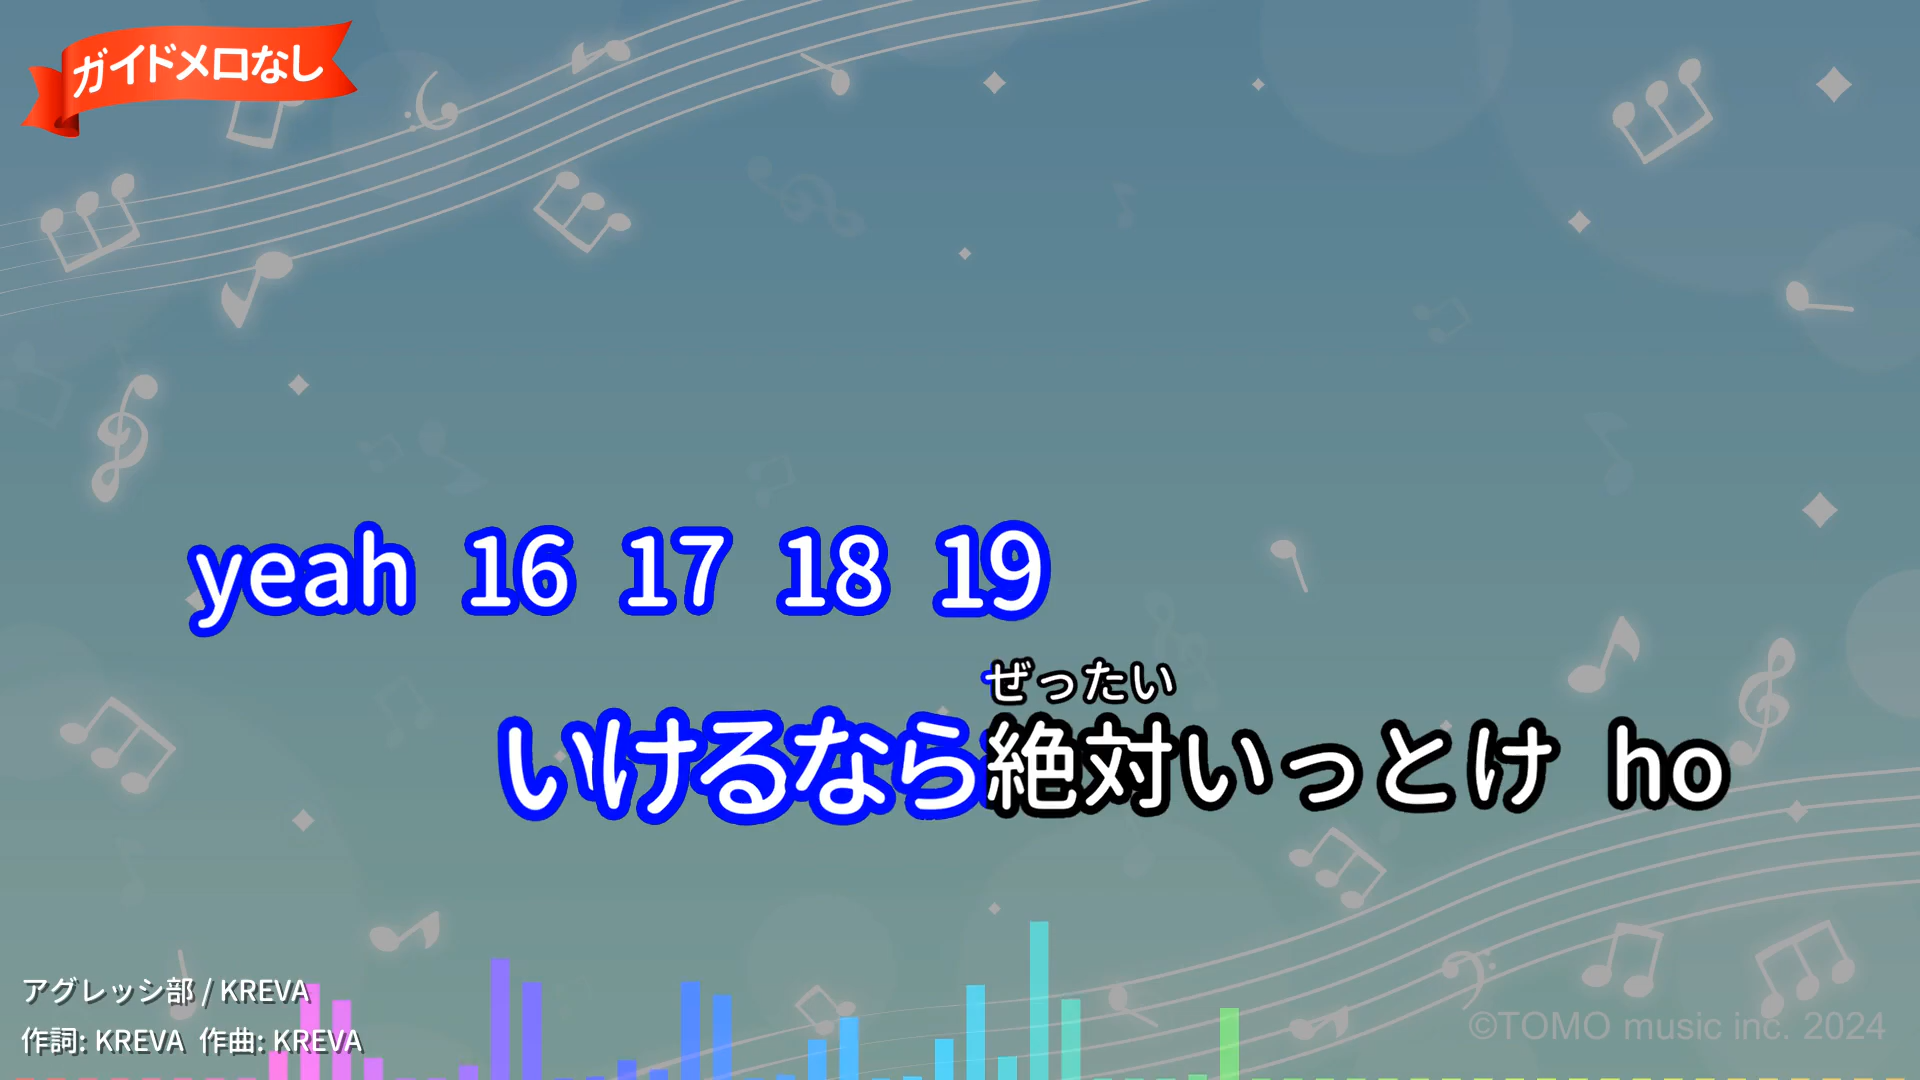 ガイドメロなし
yeah 16 17 18 19
ぜったい
いけるなら絶対いっとけ ho
アグレッシ部 / KREVA
作詞: KREVA 作曲: KREVA
©TOMO music inc. 2024